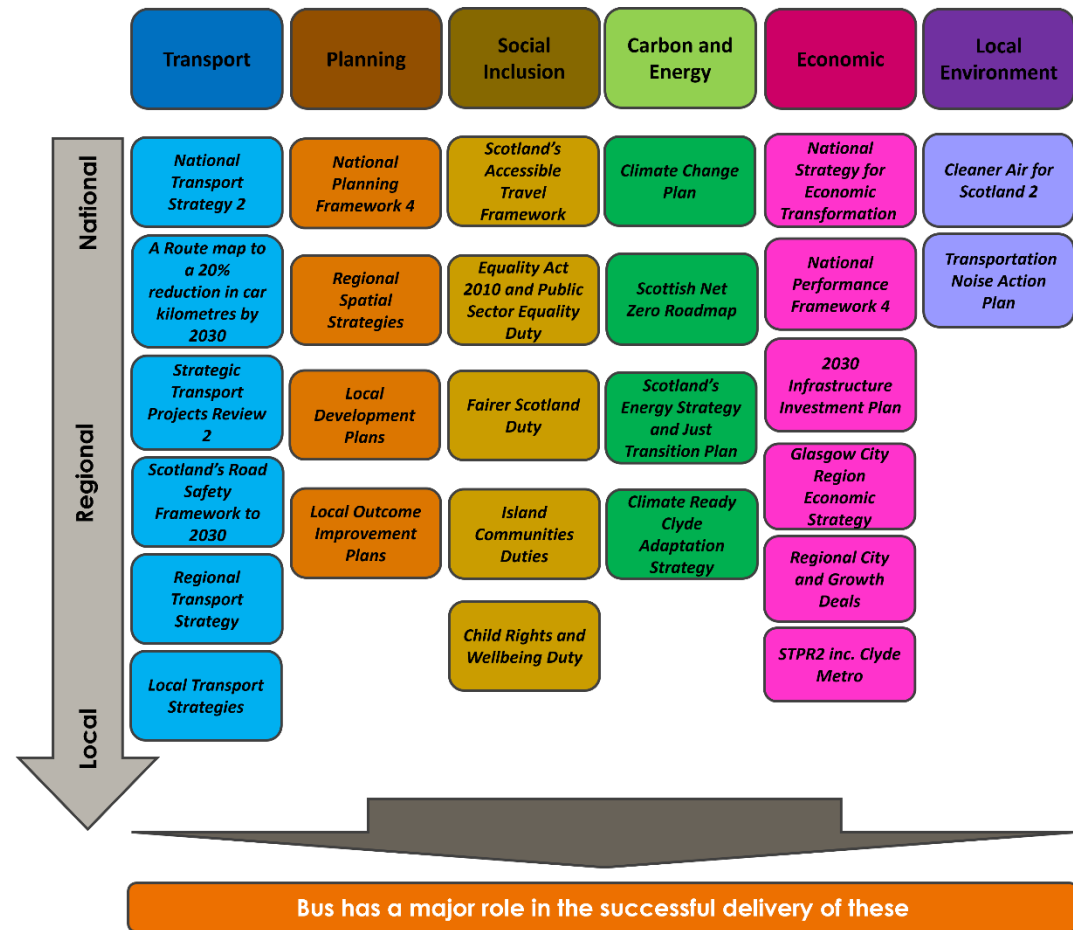 Transport
Planning
Social
Inclusion
Carbon and
Energy
Economic
Local
Environment
National
Regional
Local
National
Transport
Strategy 2
A Route map to
a 20%
reduction in car
kilometres by
2030
Strategic
Transport
Projects Review
2
Scotland's Road
Safety
Framework to
2030
Regional
Transport
Strategy
Local Transport
Strategies
National
Planning
Framework 4
Regional
Spatial
Strategies
Local
Development
Plans
Local Outcome
Improvement
Plans
Scotland's
Accessible
Travel
Framework
Equality Act
2010 and Public
Sector Equality
Duty
Fairer Scotland
Duty
Island
Communities
Duties
Child Rights and
Wellbeing Duty
Climate Change
Plan
Scottish Net
Zero Roadmap
Scotland's
Energy Strategy
and Just
Transition Plan
Climate Ready
Clyde
Adaptation
Strategy
National
Strategy for
Economic
Transformation
National
Performance
Framework 4
2030
Infrastructure
Investment Plan
Glasgow City
Region
Economic
Strategy
Regional City
and Growth
Deals
STPR2 inc. Clyde
Metro
Cleaner Air for
Scotland 2
Transportation
Noise Action
Plan
Bus has a major role in the successful delivery of these